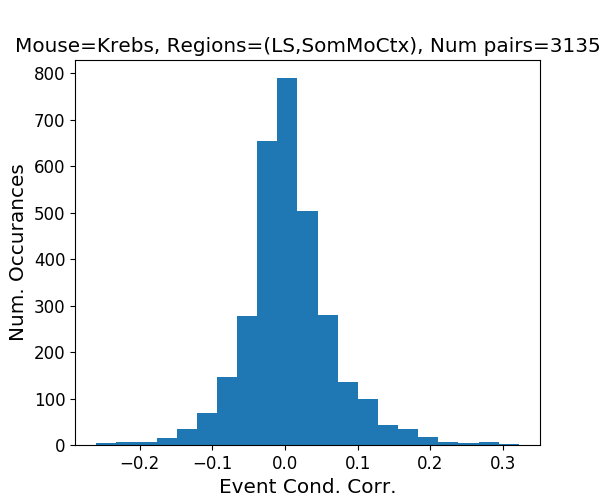 Mouse=Krebs, Regions=(LS,SomMoCtx), Num pairs=3135
800
700
600
500
400
300
200
100
0
Num. Occurances
−0.2 −0.1 0.0 0.1 0.2 0.3
Event Cond. Corr.